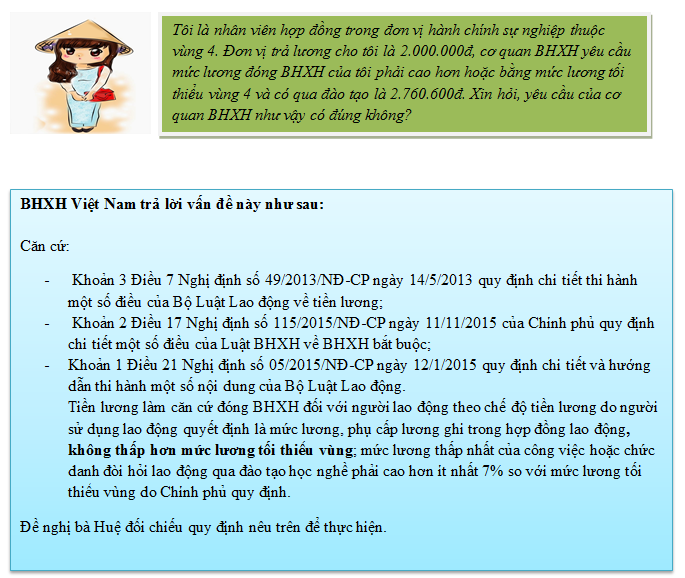 Tôi là nhân viên hợp đồng trong đơn vị hành chính sự nghiệp thuộc
vùng 4. Đơn vị trả lương cho tôi là 2.000.000đ, cơ quan BHXH yêu cầu
mức lương đóng BHXH của tôi phải cao hơn hoặc bằng mức lương tối
thiểu vùng 4 và có qua đào tạo là 2.760.600đ. Xin hỏi, yêu cầu của cơ
quan BHXH như vậy có đúng không?
BHXH Việt Nam trả lời vấn đề này như sau:
Căn cứ:
- Khoản 3 Điều 7 Nghị định số 49/2013/NĐ-CP ngày 14/5/2013 quy định chi tiết thi hành
một số điều của Bộ Luật Lao động về tiền lương;
- Khoản 2 Điều 17 Nghị định số 115/2015/NĐ-CP ngày 11/11/2015 của Chính phủ quy định
chi tiết một số điều của Luật BHXH về BHXH bắt buộc;
- Khoản 1 Điều 21 Nghị định số 05/2015/NĐ-CP ngày 12/1/2015 quy định chi tiết và hướng
dẫn thi hành một số nội dung của Bộ Luật Lao động.
Tiền lương làm căn cứ đóng BHXH đối với người lao động theo chế độ tiền lương do người
sử dụng lao động quyết định là mức lương, phụ cấp lương ghi trong hợp đồng lao động,
không thấp hơn mức lương tối thiếu vùng; mức lương thấp nhất của công việc hoặc chức
danh đòi hỏi lao động qua đào tạo học nghề phải cao hơn ít nhất 7% so với mức lương tối
thiểu vùng do Chính phủ quy định.
Đề nghị bà Huệ đối chiếu quy định nêu trên để thực hiện.